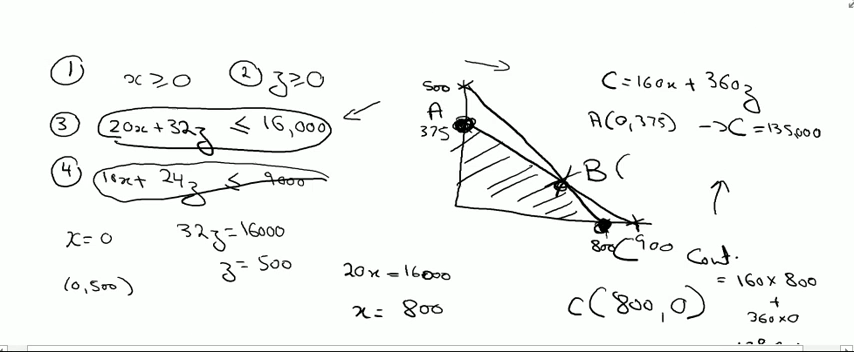 ① x ≥ 0 ② z ≥ 0
③ 20x + 32z ≤ 16,000
④ 10x + 24z ≤ 9000
x = 0
(0,500)
32z = 16000
z = 500
20x = 16000
x = 800
500
A
375
B (
800
C
900
C = 160x + 360z
A(0,375) → C = 135,000
C(800,0)
Cont.
= 160 x 800
+
360 x 0